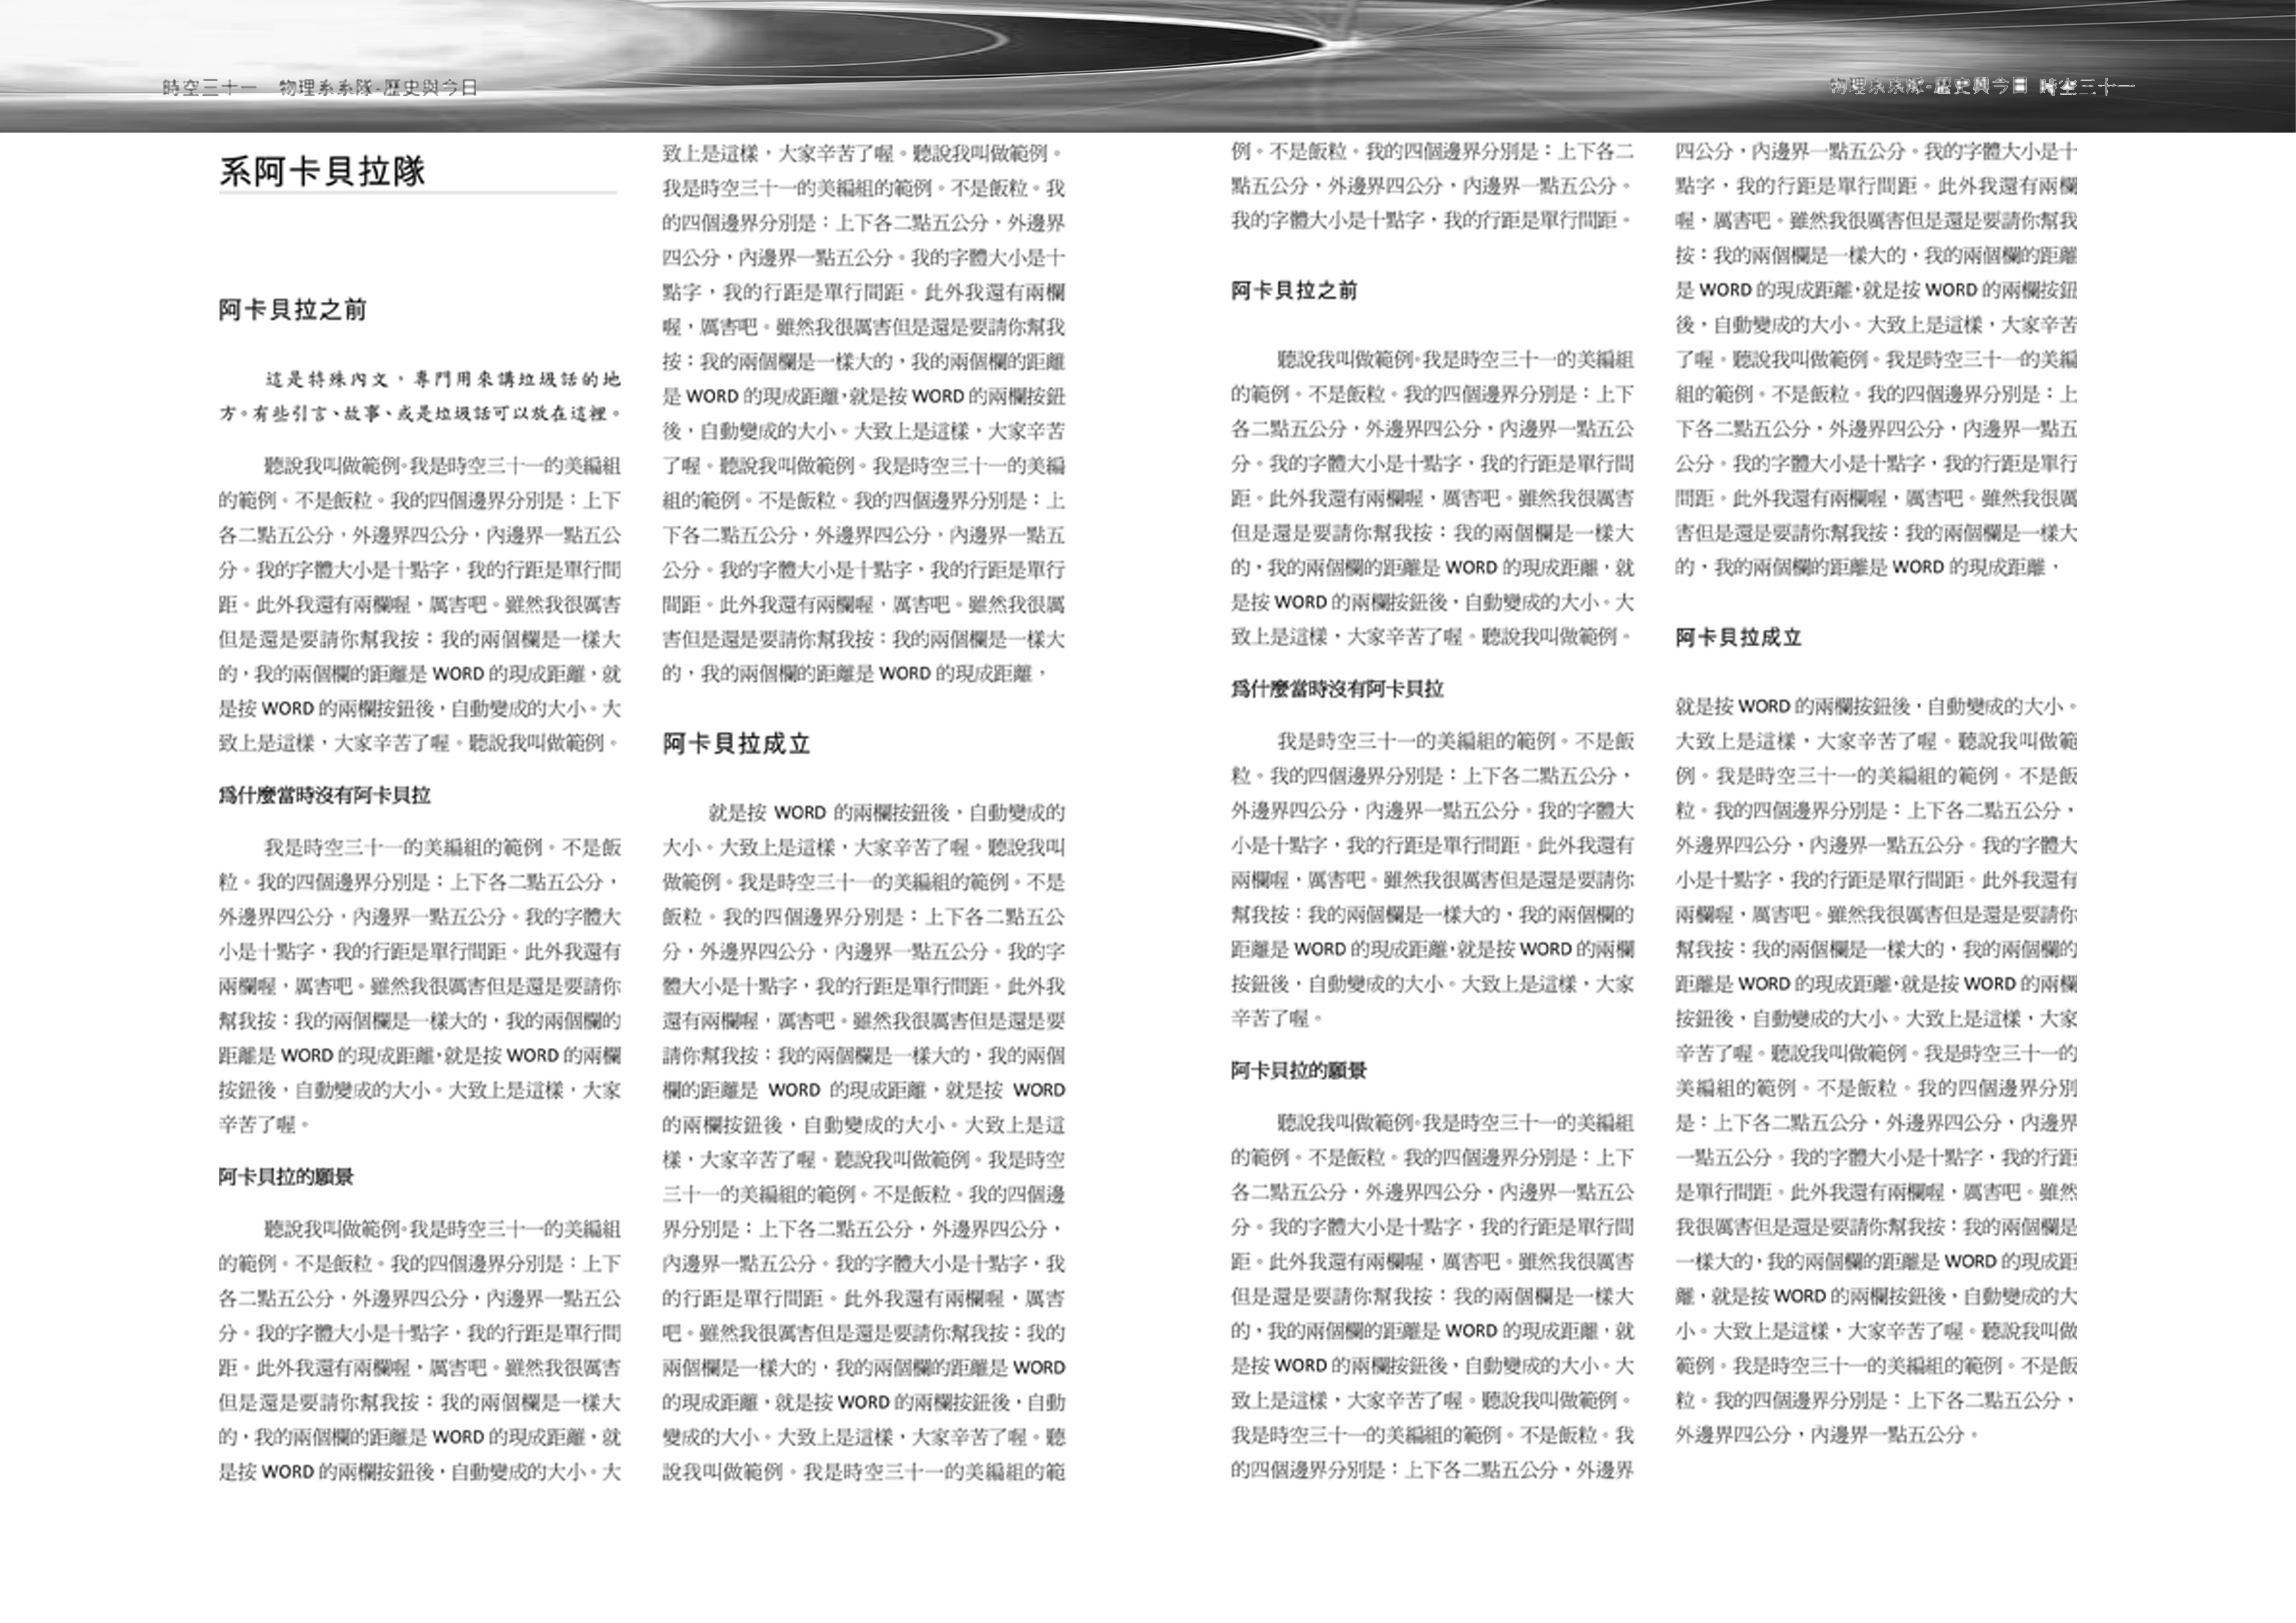 時空三十一　物理系系隊-歷史與今日
物理系系隊-歷史與今日 時空三十一
系阿卡貝拉隊
阿卡貝拉之前
這是特殊內文，專門用來講垃圾話的地
方。有些引言、故事、或是垃圾話可以放在這裡。
聽說我叫做範例。我是時空三十一的美編組
的範例。不是飯粒。我的四個邊界分別是：上下
各二點五公分，外邊界四公分，內邊界一點五公
分。我的字體大小是十點字，我的行距是單行間
距。此外我還有兩欄喔，厲害吧。雖然我很厲害
但是還是要請你幫我按：我的兩個欄是一樣大
的，我的兩個欄的距離是 WORD 的現成距離，就
是按 WORD 的兩欄按鈕後，自動變成的大小。大
致上是這樣，大家辛苦了喔。聽說我叫做範例。
為什麼當時沒有阿卡貝拉
我是時空三十一的美編組的範例。不是飯
粒。我的四個邊界分別是：上下各二點五公分，
外邊界四公分，內邊界一點五公分。我的字體大
小是十點字，我的行距是單行間距。此外我還有
兩欄喔，厲害吧。雖然我很厲害但是還是要請你
幫我按：我的兩個欄是一樣大的，我的兩個欄的
距離是 WORD 的現成距離，就是按 WORD 的兩欄
按鈕後，自動變成的大小。大致上是這樣，大家
辛苦了喔。
阿卡貝拉的願景
聽說我叫做範例。我是時空三十一的美編組
的範例。不是飯粒。我的四個邊界分別是：上下
各二點五公分，外邊界四公分，內邊界一點五公
分。我的字體大小是十點字，我的行距是單行間
距。此外我還有兩欄喔，厲害吧。雖然我很厲害
但是還是要請你幫我按：我的兩個欄是一樣大
的，我的兩個欄的距離是 WORD 的現成距離，就
是按 WORD 的兩欄按鈕後，自動變成的大小。大
致上是這樣，大家辛苦了喔。聽說我叫做範例。
我是時空三十一的美編組的範例。不是飯粒。我
的四個邊界分別是：上下各二點五公分，外邊界
四公分，內邊界一點五公分。我的字體大小是十
點字，我的行距是單行間距。此外我還有兩欄
喔，厲害吧。雖然我很厲害但是還是要請你幫我
按：我的兩個欄是一樣大的，我的兩個欄的距離
是 WORD 的現成距離，就是按 WORD 的兩欄按鈕
後，自動變成的大小。大致上是這樣，大家辛苦
了喔。聽說我叫做範例。我是時空三十一的美編
組的範例。不是飯粒。我的四個邊界分別是：上
下各二點五公分，外邊界四公分，內邊界一點五
公分。我的字體大小是十點字，我的行距是單行
間距。此外我還有兩欄喔，厲害吧。雖然我很厲
害但是還是要請你幫我按：我的兩個欄是一樣大
的，我的兩個欄的距離是 WORD 的現成距離，
阿卡貝拉成立
就是按 WORD 的兩欄按鈕後，自動變成的
大小。大致上是這樣，大家辛苦了喔。聽說我叫
做範例。我是時空三十一的美編組的範例。不是
飯粒。我的四個邊界分別是：上下各二點五公
分，外邊界四公分，內邊界一點五公分。我的字
體大小是十點字，我的行距是單行間距。此外我
還有兩欄喔，厲害吧。雖然我很厲害但是還是要
請你幫我按：我的兩個欄是一樣大的，我的兩個
欄的距離是 WORD 的現成距離，就是按 WORD
的兩欄按鈕後，自動變成的大小。大致上是這
樣，大家辛苦了喔。聽說我叫做範例。我是時空
三十一的美編組的範例。不是飯粒。我的四個邊
界分別是：上下各二點五公分，外邊界四公分，
內邊界一點五公分。我的字體大小是十點字，我
的行距是單行間距。此外我還有兩欄喔，厲害
吧。雖然我很厲害但是還是要請你幫我按：我的
兩個欄是一樣大的，我的兩個欄的距離是 WORD
的現成距離，就是按 WORD 的兩欄按鈕後，自動
變成的大小。大致上是這樣，大家辛苦了喔。聽
說我叫做範例。我是時空三十一的美編組的範
例。不是飯粒。我的四個邊界分別是：上下各二
點五公分，外邊界四公分，內邊界一點五公分。
我的字體大小是十點字，我的行距是單行間距。
阿卡貝拉之前
聽說我叫做範例。我是時空三十一的美編組
的範例。不是飯粒。我的四個邊界分別是：上下
各二點五公分，外邊界四公分，內邊界一點五公
分。我的字體大小是十點字，我的行距是單行間
距。此外我還有兩欄喔，厲害吧。雖然我很厲害
但是還是要請你幫我按：我的兩個欄是一樣大
的，我的兩個欄的距離是 WORD 的現成距離，就
是按 WORD 的兩欄按鈕後，自動變成的大小。大
致上是這樣，大家辛苦了喔。聽說我叫做範例。
為什麼當時沒有阿卡貝拉
我是時空三十一的美編組的範例。不是飯
粒。我的四個邊界分別是：上下各二點五公分，
外邊界四公分，內邊界一點五公分。我的字體大
小是十點字，我的行距是單行間距。此外我還有
兩欄喔，厲害吧。雖然我很厲害但是還是要請你
幫我按：我的兩個欄是一樣大的，我的兩個欄的
距離是 WORD 的現成距離，就是按 WORD 的兩欄
按鈕後，自動變成的大小。大致上是這樣，大家
辛苦了喔。
阿卡貝拉的願景
聽說我叫做範例。我是時空三十一的美編組
的範例。不是飯粒。我的四個邊界分別是：上下
各二點五公分，外邊界四公分，內邊界一點五公
分。我的字體大小是十點字，我的行距是單行間
距。此外我還有兩欄喔，厲害吧。雖然我很厲害
但是還是要請你幫我按：我的兩個欄是一樣大
的，我的兩個欄的距離是 WORD 的現成距離，就
是按 WORD 的兩欄按鈕後，自動變成的大小。大
致上是這樣，大家辛苦了喔。聽說我叫做範例。
我是時空三十一的美編組的範例。不是飯粒。我
的四個邊界分別是：上下各二點五公分，外邊界
四公分，內邊界一點五公分。我的字體大小是十
點字，我的行距是單行間距。此外我還有兩欄
喔，厲害吧。雖然我很厲害但是還是要請你幫我
按：我的兩個欄是一樣大的，我的兩個欄的距離
是 WORD 的現成距離，就是按 WORD 的兩欄按鈕
後，自動變成的大小。大致上是這樣，大家辛苦
了喔。聽說我叫做範例。我是時空三十一的美編
組的範例。不是飯粒。我的四個邊界分別是：上
下各二點五公分，外邊界四公分，內邊界一點五
公分。我的字體大小是十點字，我的行距是單行
間距。此外我還有兩欄喔，厲害吧。雖然我很厲
害但是還是要請你幫我按：我的兩個欄是一樣大
的，我的兩個欄的距離是 WORD 的現成距離，
阿卡貝拉成立
就是按 WORD 的兩欄按鈕後，自動變成的大小。
大致上是這樣，大家辛苦了喔。聽說我叫做範
例。我是時空三十一的美編組的範例。不是飯
粒。我的四個邊界分別是：上下各二點五公分，
外邊界四公分，內邊界一點五公分。我的字體大
小是十點字，我的行距是單行間距。此外我還有
兩欄喔，厲害吧。雖然我很厲害但是還是要請你
幫我按：我的兩個欄是一樣大的，我的兩個欄的
距離是 WORD 的現成距離，就是按 WORD 的兩欄
按鈕後，自動變成的大小。大致上是這樣，大家
辛苦了喔。聽說我叫做範例。我是時空三十一的
美編組的範例。不是飯粒。我的四個邊界分別
是：上下各二點五公分，外邊界四公分，內邊界
一點五公分。我的字體大小是十點字，我的行距
是單行間距。此外我還有兩欄喔，厲害吧。雖然
我很厲害但是還是要請你幫我按：我的兩個欄是
一樣大的，我的兩個欄的距離是 WORD 的現成距
離，就是按 WORD 的兩欄按鈕後，自動變成的大
小。大致上是這樣，大家辛苦了喔。聽說我叫做
範例。我是時空三十一的美編組的範例。不是飯
粒。我的四個邊界分別是：上下各二點五公分，
外邊界四公分，內邊界一點五公分。